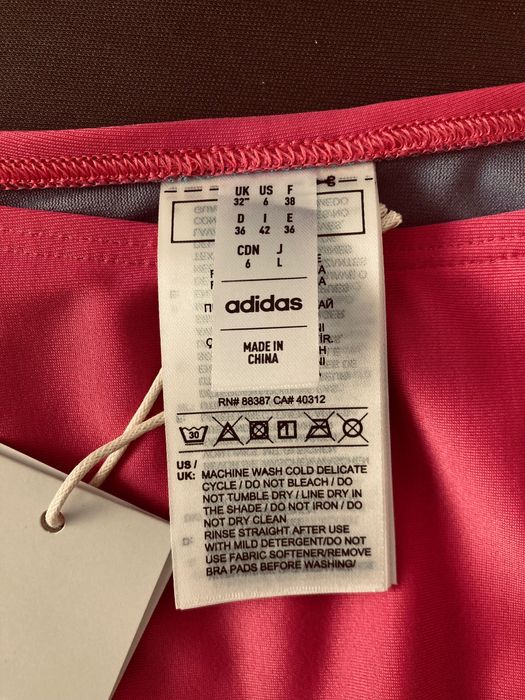 UK US F
32" 6 38
D I E
36 42 36
CDN J
6 L
adidas
MADE IN
CHINA
RN# 88387 CA# 40312
30
US/
UK: MACHINE WASH COLD DELICATE
CYCLE / DO NOT BLEACH / DO
NOT TUMBLE DRY / LINE DRY IN
THE SHADE / DO NOT IRON / DO
NOT DRY CLEAN
RINSE STRAIGHT AFTER USE
WITH MILD DETERGENT/DO NOT
USE FABRIC SOFTENER/REMOVE
BRA PADS BEFORE WASHING/